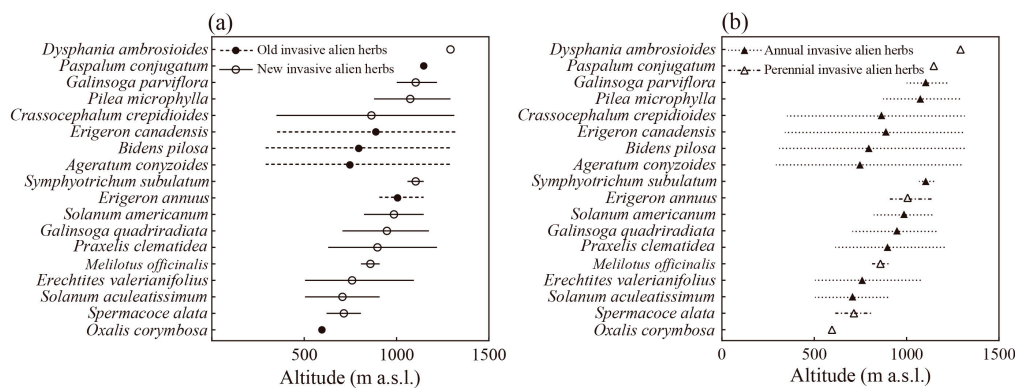 (a)
Dysphania ambrosioides
Paspalum conjugatum
Galinsoga parviflora
Pilea microphylla
Crassocephalum crepidioides
Erigeron canadensis
Bidens pilosa
Ageratum conyzoides
Symphyotrichum subulatum
Erigeron annuus
Solanum americanum
Galinsoga quadriradiata
Praxelis clematidea
Melilotus officinalis
Erechtites valerianifolius
Solanum aculeatissimum
Spermacoce alata
Oxalis corymbosa
Old invasive alien herbs
New invasive alien herbs
500 1000 1500
Altitude (m a.s.l.)
(b)
Dysphania ambrosioides
Paspalum conjugatum
Galinsoga parviflora
Pilea microphylla
Crassocephalum crepidioides
Erigeron canadensis
Bidens pilosa
Ageratum conyzoides
Symphyotrichum subulatum
Erigeron annuus
Solanum americanum
Galinsoga quadriradiata
Praxelis clematidea
Melilotus officinalis
Erechtites valerianifolius
Solanum aculeatissimum
Spermacoce alata
Oxalis corymbosa
Annual invasive alien herbs
Perennial invasive alien herbs
0 500 1000 1500
Altitude (m a.s.l.)